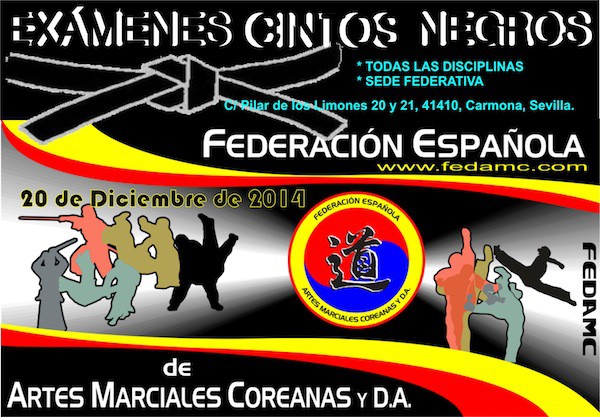 EXÁMENES CINTOS NEGROS
* TODAS LAS DISCIPLINAS
* SEDE FEDERATIVA
C/ Pilar de los Limones 20 y 21, 41410, Carmona, Sevilla.
FEDERACIÓN ESPAÑOLA
www.fedamc.com
20 de Diciembre de 2014
FEDERACIÓN ESPAÑOLA
道
ARTES MARCIALES COREANAS Y D.A.
FEDAMC
de
ARTES MARCIALES COREANAS Y D.A.